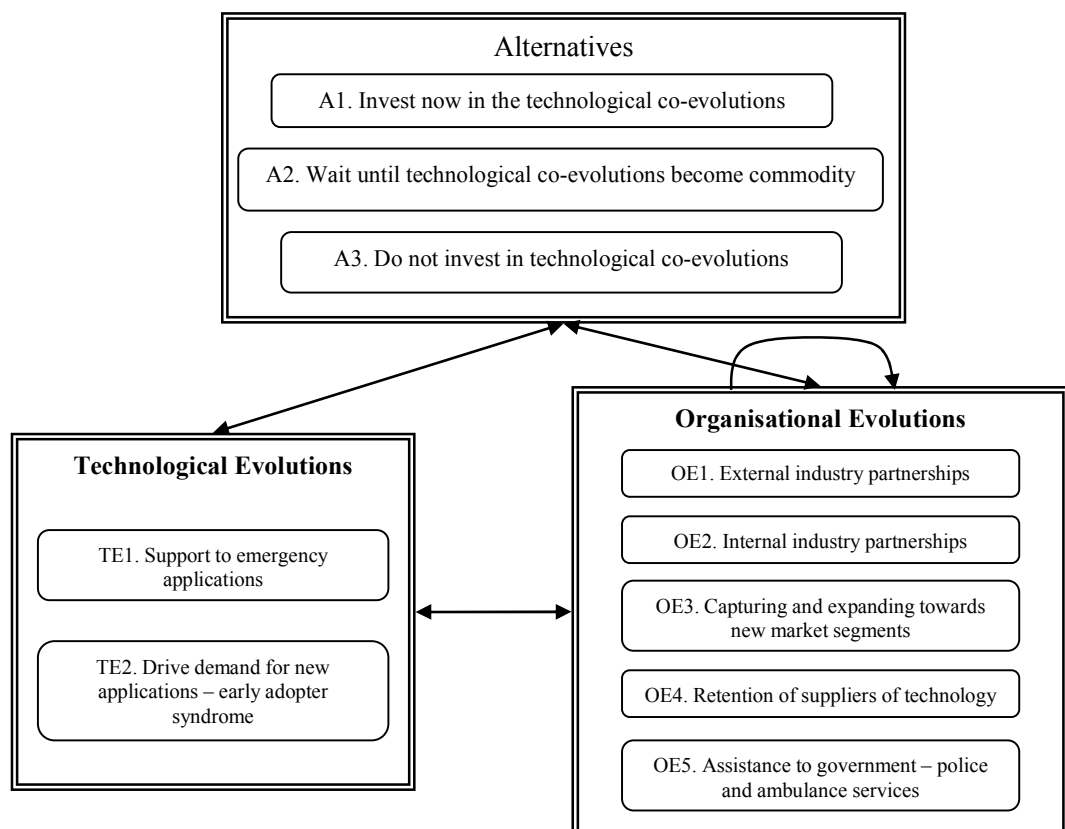 Alternatives
A1. Invest now in the technological co-evolutions
A2. Wait until technological co-evolutions become commodity
A3. Do not invest in technological co-evolutions
Technological Evolutions
TE1. Support to emergency
applications
TE2. Drive demand for new
applications – early adopter
syndrome
Organisational Evolutions
OE1. External industry partnerships
OE2. Internal industry partnerships
OE3. Capturing and expanding towards
new market segments
OE4. Retention of suppliers of technology
OE5. Assistance to government – police
and ambulance services